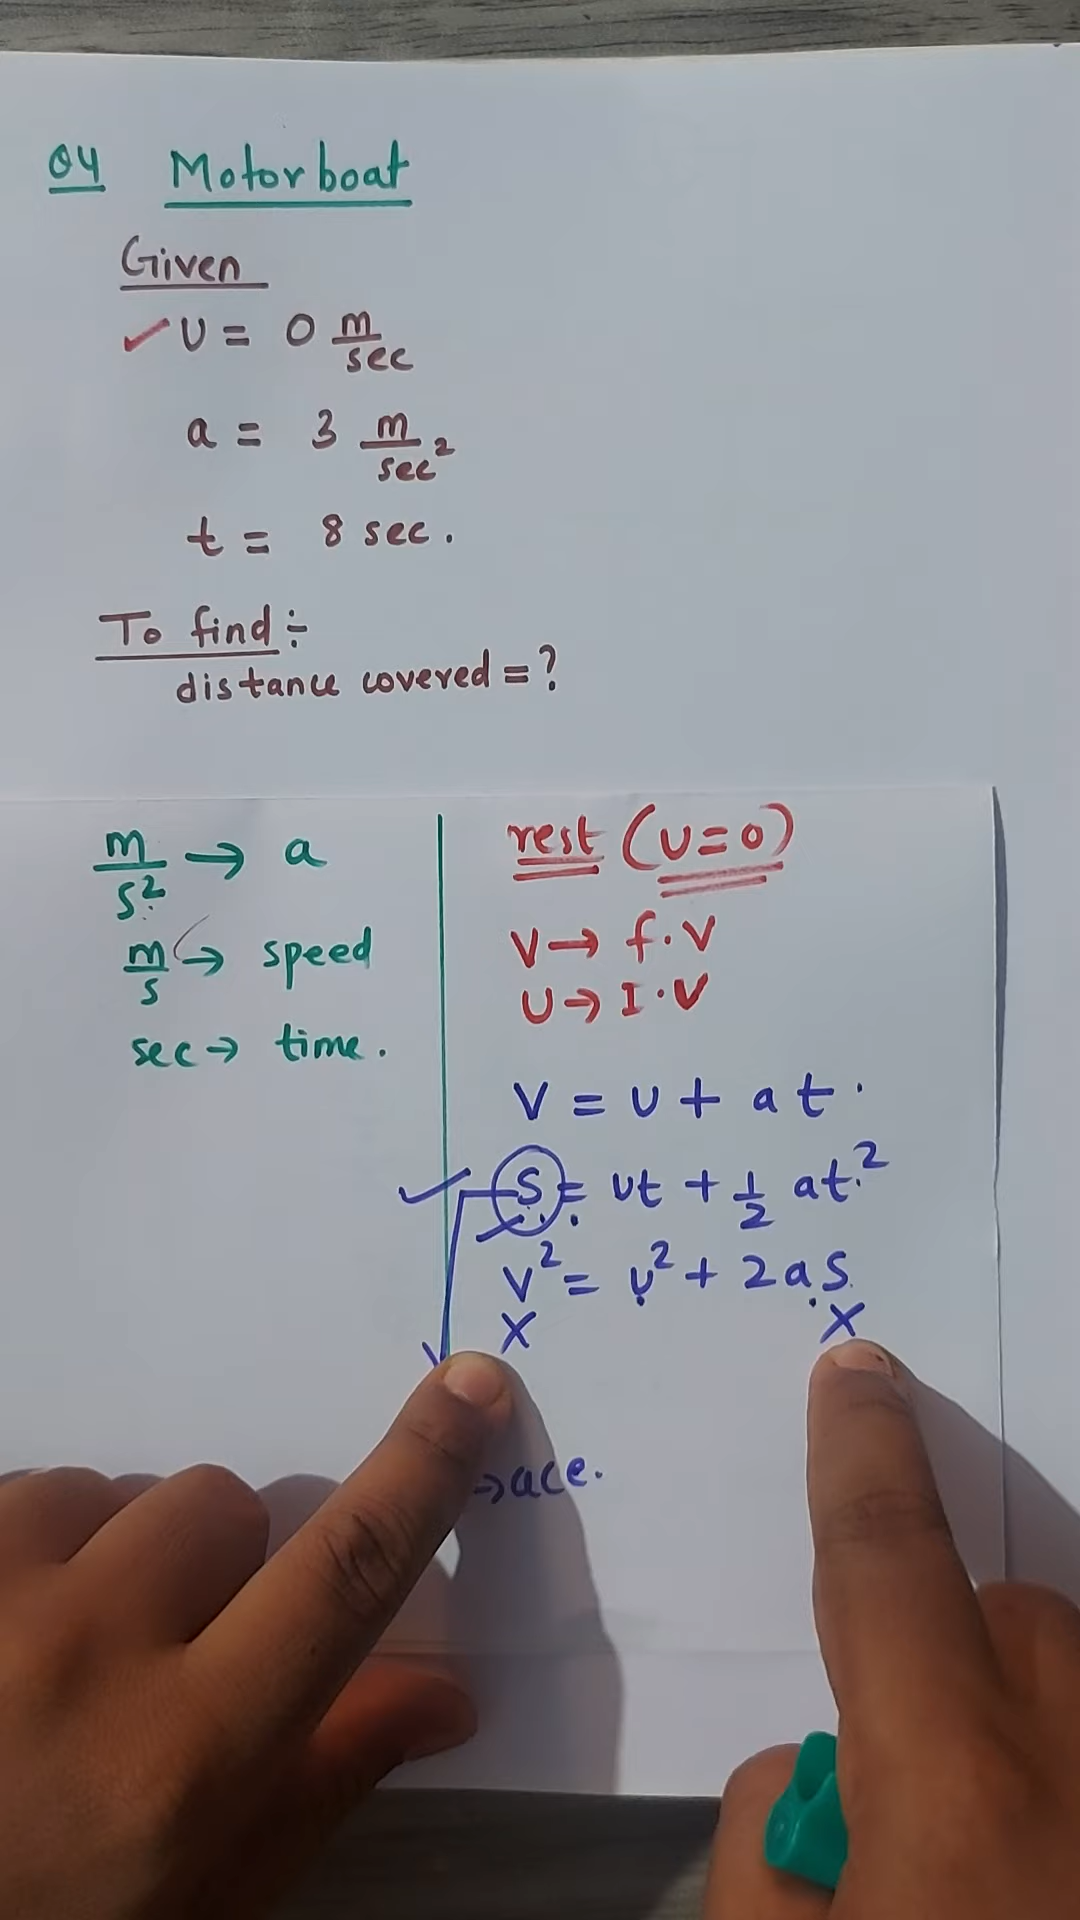 Q4 Motorboat
Given
u = 0 m/sec
a = 3 m/sec²
t = 8 sec.
To find ÷
distance covered = ?
m/s² → a
m/s → speed
sec → time.
rest (u=0)
V → f.V
U → I.V
V = u + at.
S = ut + 1/2 at²
V² = u² + 2aS
X X
→ ace.